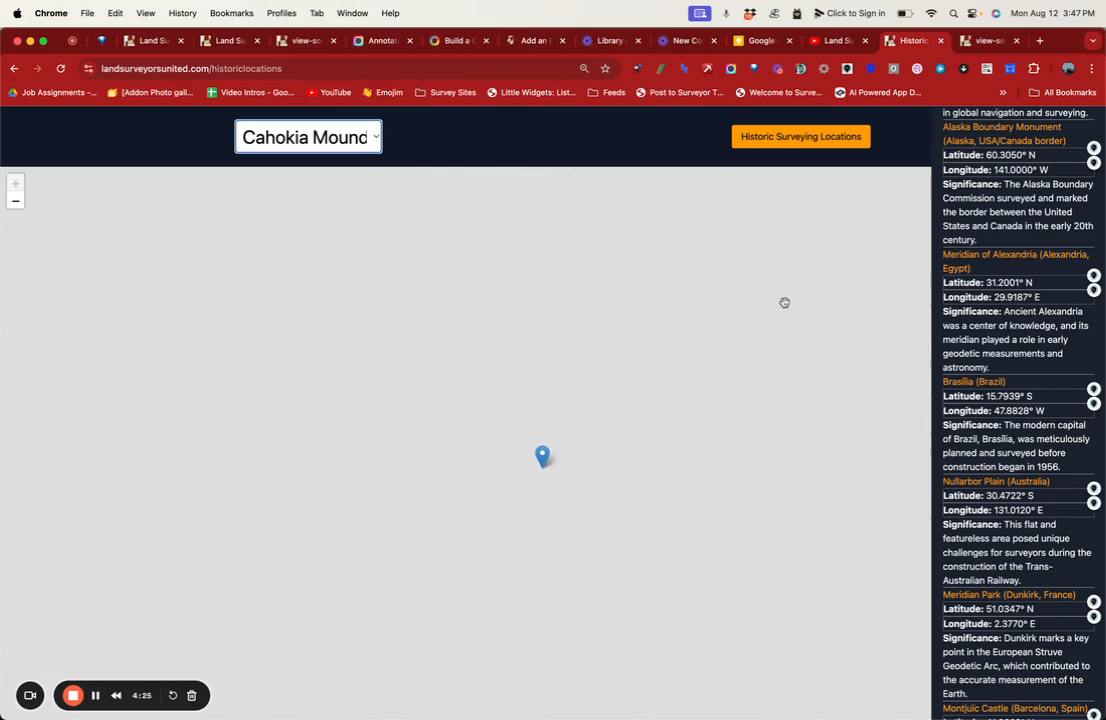 Chrome File Edit View History Bookmarks Profiles Tab Window Help Click to Sign in Mon Aug 12 3:47 PM
Land Su Land Su view-so Annotat Build a C Add an E Library New Co Google Land Su Historic view-so
landsurveyorsunited.com/historiclocations
Job Assignments -... [Addon Photo gall... Video Intros - Goo... YouTube Emojim Survey Sites Little Widgets: List... Feeds Post to Surveyor T... Welcome to Surve... AI Powered App D... » All Bookmarks
Cahokia Mound
Historic Surveying Locations
+
−
in global navigation and surveying.
Alaska Boundary Monument
(Alaska, USA/Canada border)
Latitude: 60.3050° N
Longitude: 141.0000° W
Significance: The Alaska Boundary
Commission surveyed and marked
the border between the United
States and Canada in the early 20th
century.
Meridian of Alexandria (Alexandria,
Egypt)
Latitude: 31.2001° N
Longitude: 29.9187° E
Significance: Ancient Alexandria
was a center of knowledge, and its
meridian played a role in early
geodetic measurements and
astronomy.
Brasília (Brazil)
Latitude: 15.7939° S
Longitude: 47.8828° W
Significance: The modern capital
of Brazil, Brasília, was meticulously
planned and surveyed before
construction began in 1956.
Nullarbor Plain (Australia)
Latitude: 30.4722° S
Longitude: 131.0120° E
Significance: This flat and
featureless area posed unique
challenges for surveyors during the
construction of the Trans-
Australian Railway.
Meridian Park (Dunkirk, France)
Latitude: 51.0347° N
Longitude: 2.3770° E
Significance: Dunkirk marks a key
point in the European Struve
Geodetic Arc, which contributed to
the accurate measurement of the
Earth.
Montjuïc Castle (Barcelona, Spain)
4:25